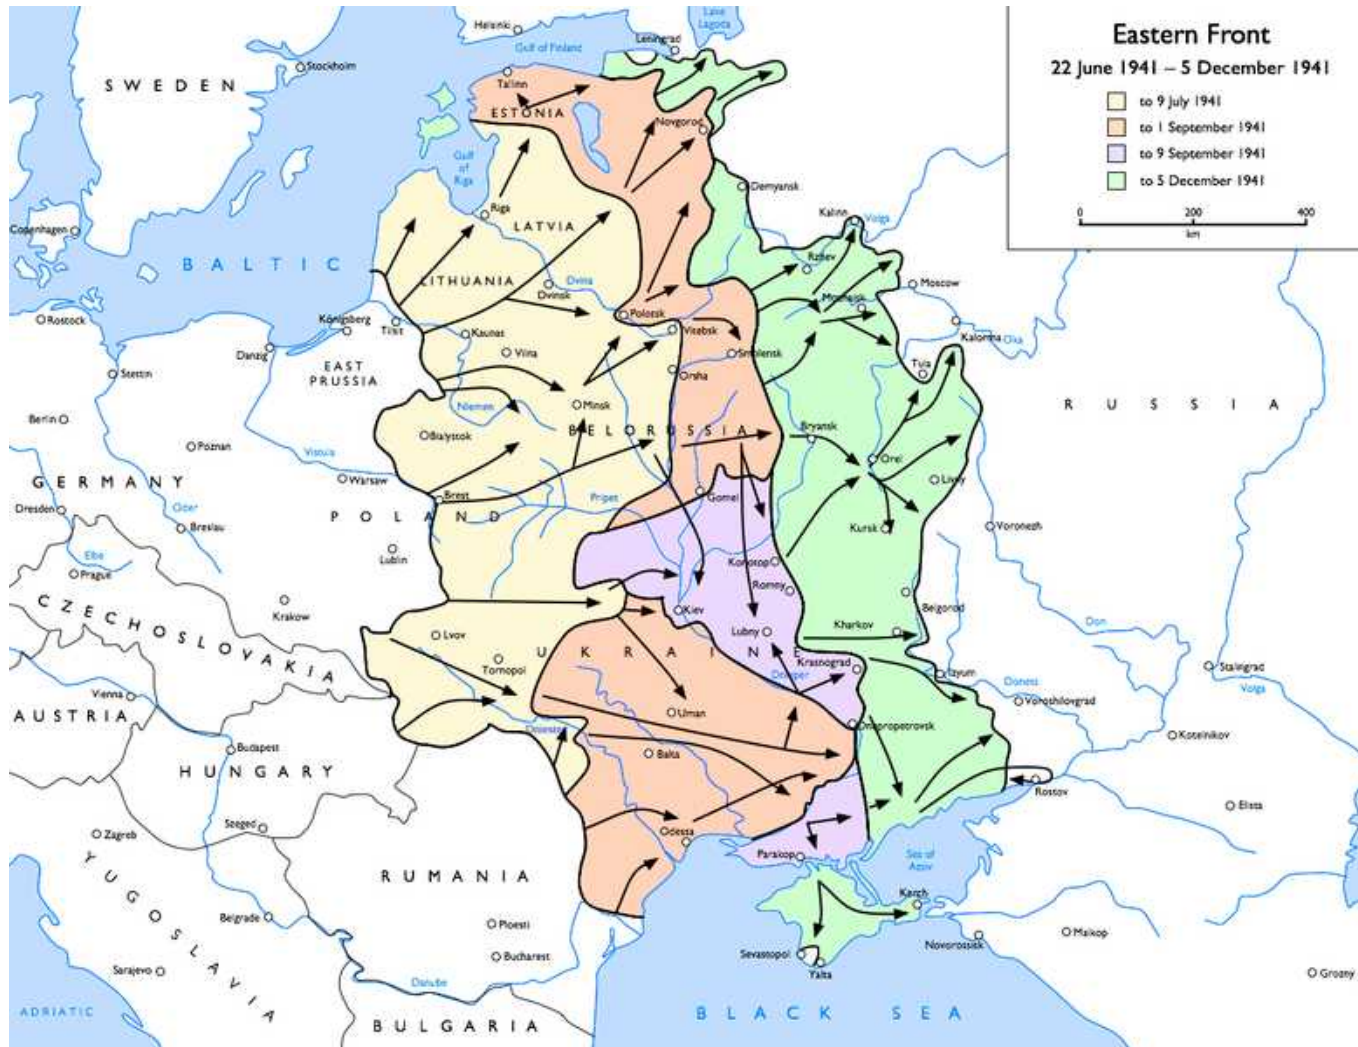 Eastern Front
22 June 1941 – 5 December 1941
to 9 July 1941
to 1 September 1941
to 9 September 1941
to 5 December 1941
0 200 400
km
Lake
Lagoda
Helsinki
Leningrad
Gulf of Finland
Stockholm
SWEDEN
Tallinn
ESTONIA
Novgorod
Gulf
of
Riga
Demyansk
Riga
Kalinn
Volga
LATVIA
Copenhagen
BALTIC
Rzhev
LITHUANIA
Dvina
Dvinsk
Moscow
Mozhaisk
Rostock
Königsberg
Tilsit
Polotsk
Vitebsk
Kaunas
Kalomna
Oka
Danzig
Vilna
Smolensk
EAST
PRUSSIA
Stettin
Orsha
Tula
Niemen
Minsk
RUSSIA
Berlin
Bialystok
BELORUSSIA
Bryansk
Poznan
Vistula
Orel
GERMANY
Warsaw
Livny
Brest
Pripet
Gomel
Dresden
Oder
POLAND
Breslau
Kursk
Voronezh
Elbe
Lublin
Prague
Konotop
Romny
Krakow
Belgorod
CZECHOSLOVAKIA
Kiev
Don
Lvov
Lubny
Kharkov
UKRAINE
Tornopol
Krasnograd
Stalingrad
Dnieper
Izyum
Donets
Volga
Vienna
Voroshilovgrad
AUSTRIA
Uman
Dniester
Dnepropetrovsk
Kotelnikov
Budapest
Balta
HUNGARY
Rostov
Elista
Szeged
Zagreb
Odessa
Sea of
Azov
Parakop
YUGOSLAVIA
RUMANIA
Kerch
Belgrade
Ploesti
Maikop
Novorossisk
Bucharest
Sevastopol
Yalta
Sarajevo
Grozny
Danube
ADRIATIC
BULGARIA
BLACK SEA